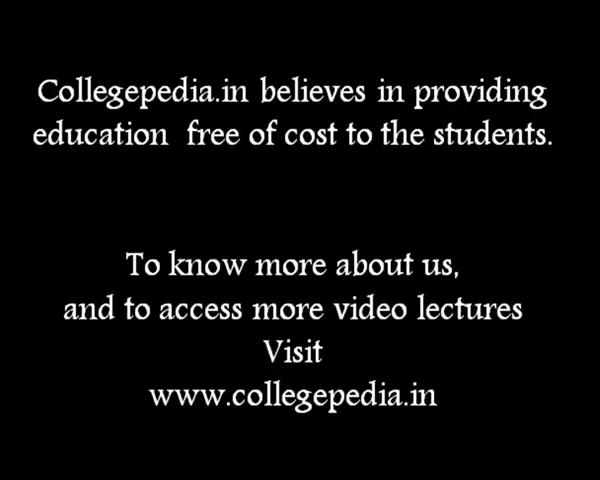 Collegepedia.in believes in providing
education free of cost to the students.
To know more about us,
and to access more video lectures
Visit
www.collegepedia.in